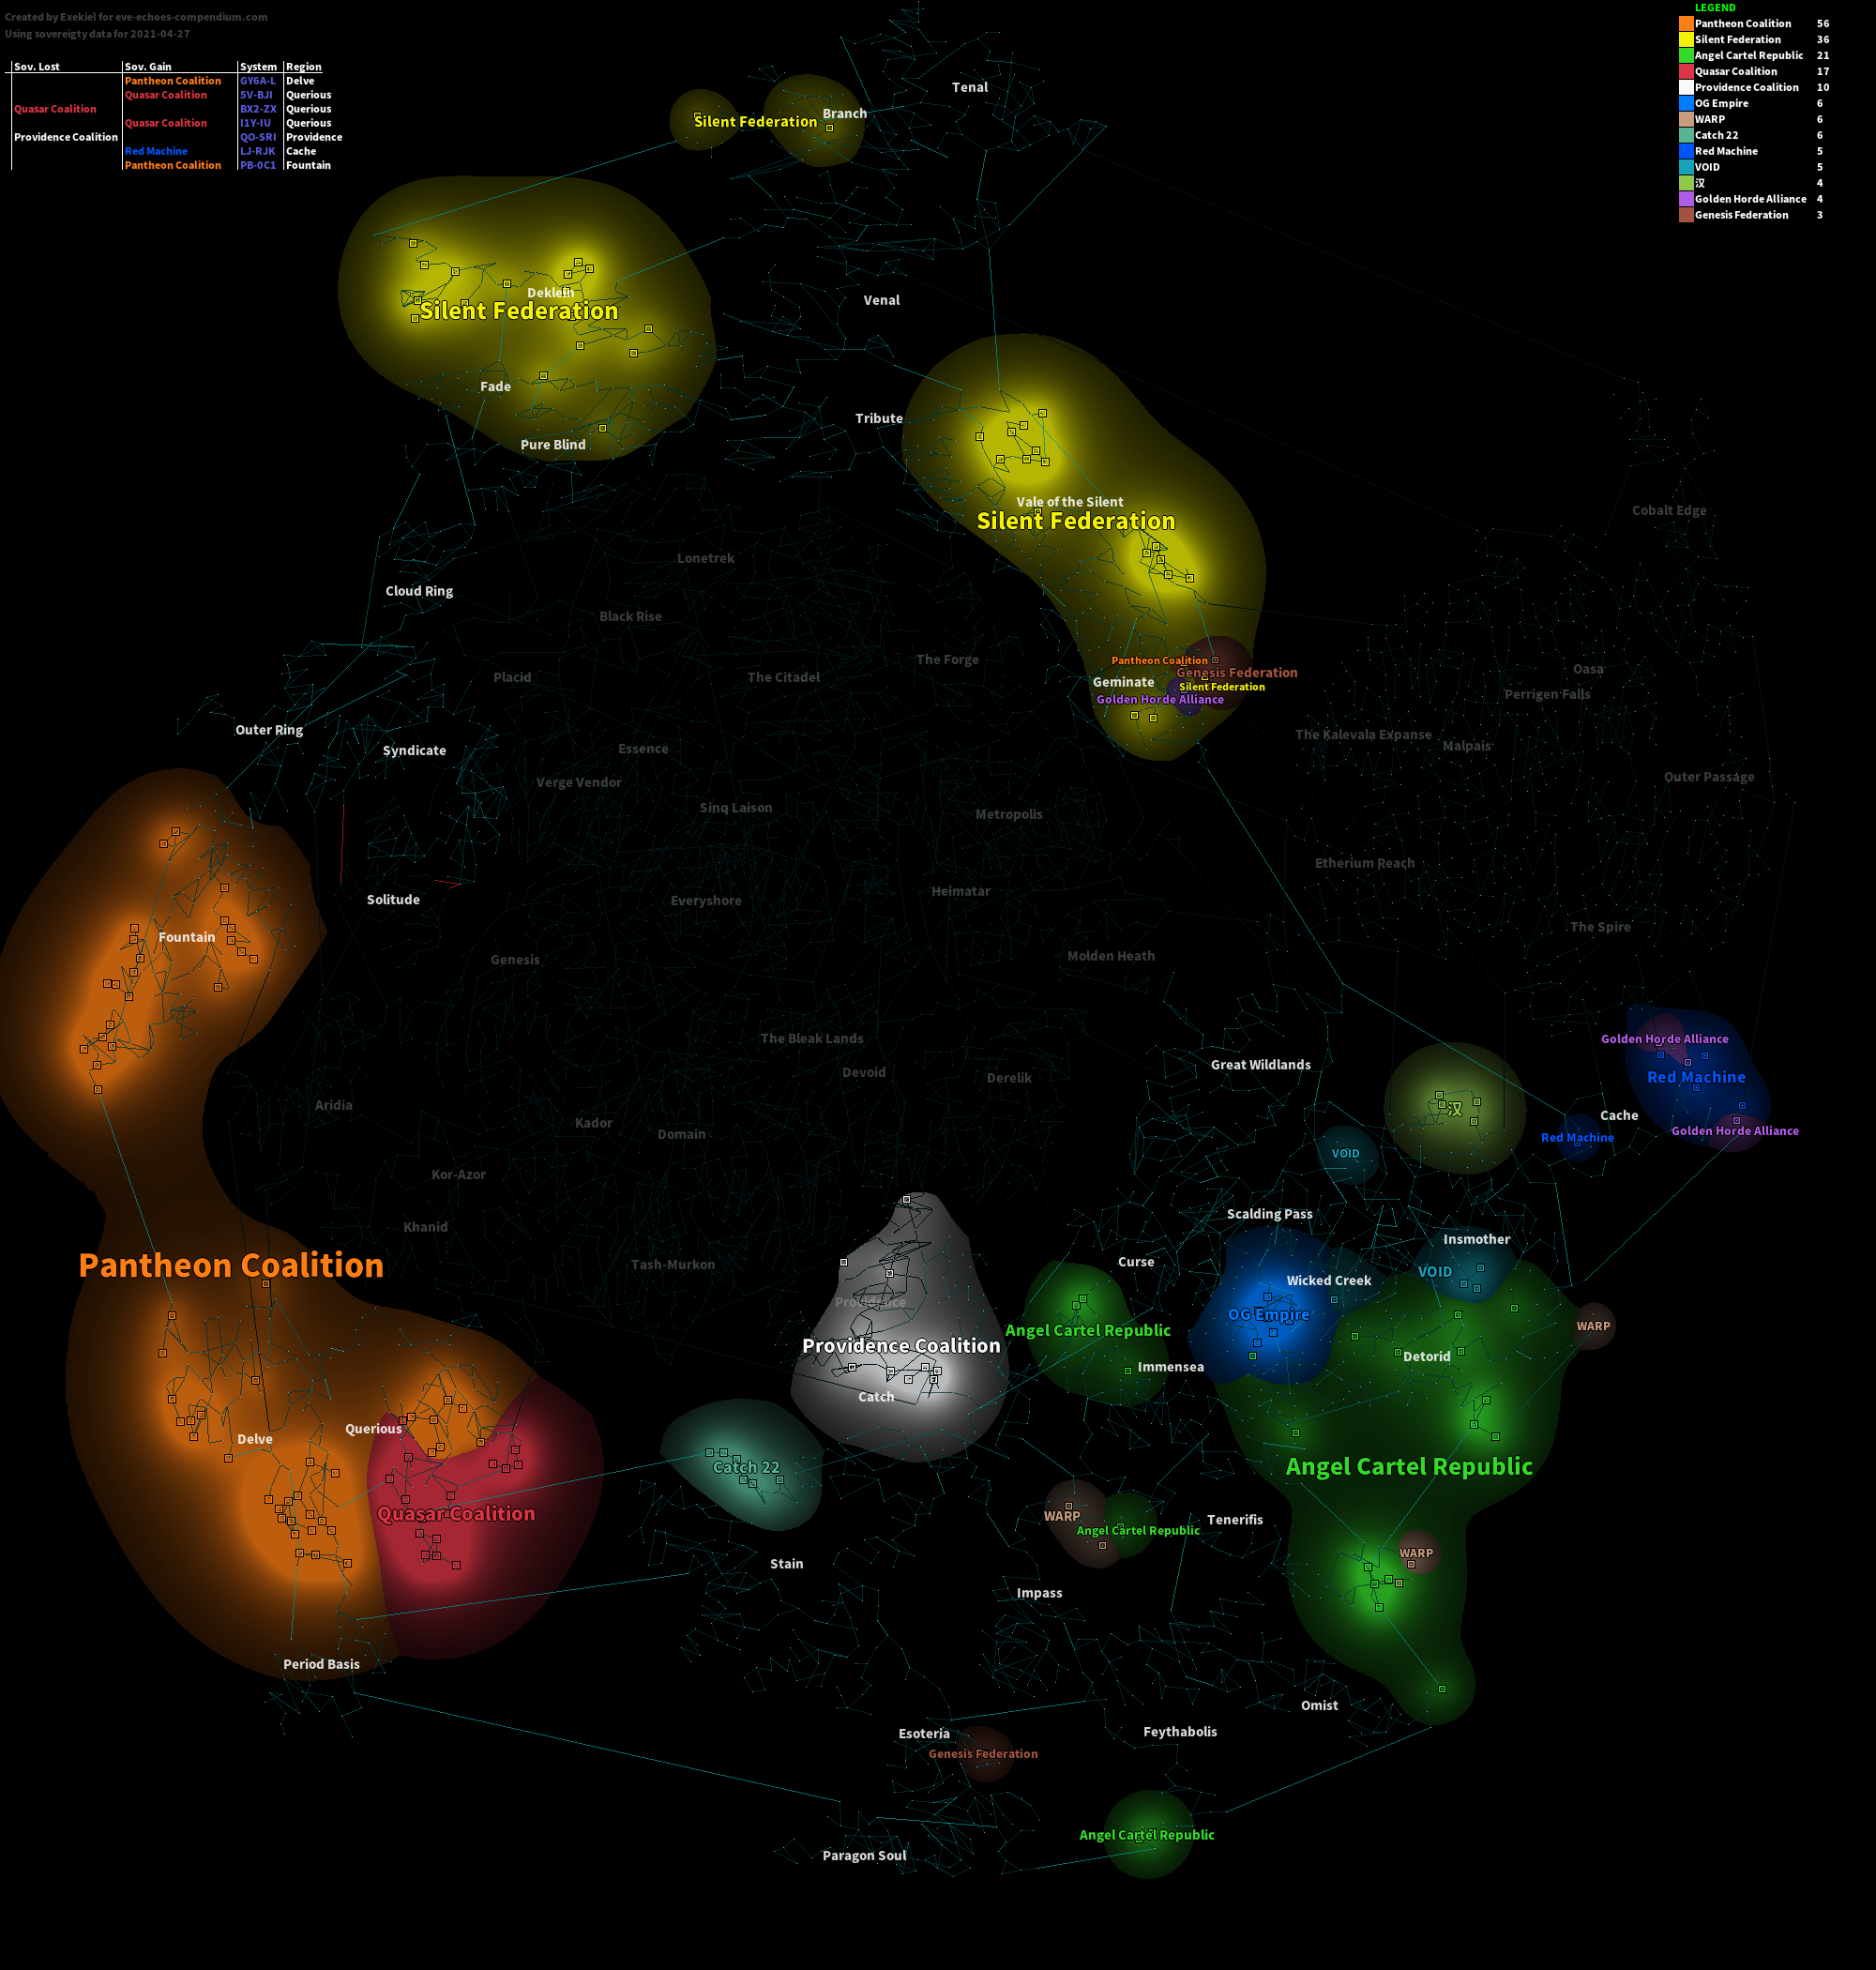 Created by Exekiel for eve-echoes-compendium.com
Using sovereigty data for 2021-04-27
Sov. Lost Sov. Gain System Region
Pantheon Coalition GY6A-L Delve
Quasar Coalition 5V-BJI Querious
Quasar Coalition BX2-ZX Querious
Quasar Coalition I1Y-IU Querious
Providence Coalition QO-SRI Providence
Red Machine LJ-RJK Cache
Pantheon Coalition PB-0C1 Fountain
LEGEND
Pantheon Coalition 56
Silent Federation 36
Angel Cartel Republic 21
Quasar Coalition 17
Providence Coalition 10
OG Empire 6
WARP 6
Catch 22 6
Red Machine 5
VOID 5
汉 4
Golden Horde Alliance 4
Genesis Federation 3
Tenal
Branch
Silent Federation
Deklein
Silent Federation
Venal
Fade
Tribute
Pure Blind
Vale of the Silent
Silent Federation
Cobalt Edge
Lonetrek
Cloud Ring
Black Rise
The Forge
Pantheon Coalition
Genesis Federation
Oasa
Placid
The Citadel
Geminate
Silent Federation
Golden Horde Alliance
Perrigen Falls
Outer Ring
Syndicate
Essence
The Kalevala Expanse
Malpais
Verge Vendor
Outer Passage
Sinq Laison
Metropolis
Etherium Reach
Solitude
Everyshore
Heimatar
Fountain
The Spire
Genesis
Molden Heath
The Bleak Lands
Golden Horde Alliance
Great Wildlands
Devoid
Derelik
Red Machine
Aridia
汉
Cache
Kador
Domain
Red Machine
Golden Horde Alliance
VOID
Kor-Azor
Khanid
Scalding Pass
Insmother
Pantheon Coalition
Tash-Murkon
Curse
VOID
Wicked Creek
Providence
OG Empire
WARP
Angel Cartel Republic
Providence Coalition
Detorid
Immensea
Catch
Querious
Delve
Catch 22
Angel Cartel Republic
Quasar Coalition
WARP
Tenerifis
Angel Cartel Republic
WARP
Stain
Impass
Period Basis
Omist
Esoteria
Feythabolis
Genesis Federation
Angel Cartel Republic
Paragon Soul